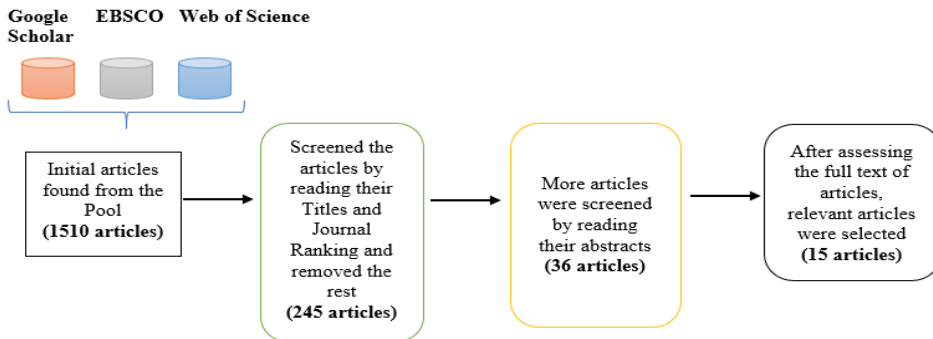 Google
Scholar
EBSCO
Web of Science
Initial articles
found from the
Pool
(1510 articles)
Screened the
articles by
reading their
Titles and
Journal
Ranking and
removed the
rest
(245 articles)
More articles
were screened
by reading
their abstracts
(36 articles)
After assessing
the full text of
articles,
relevant articles
were selected
(15 articles)